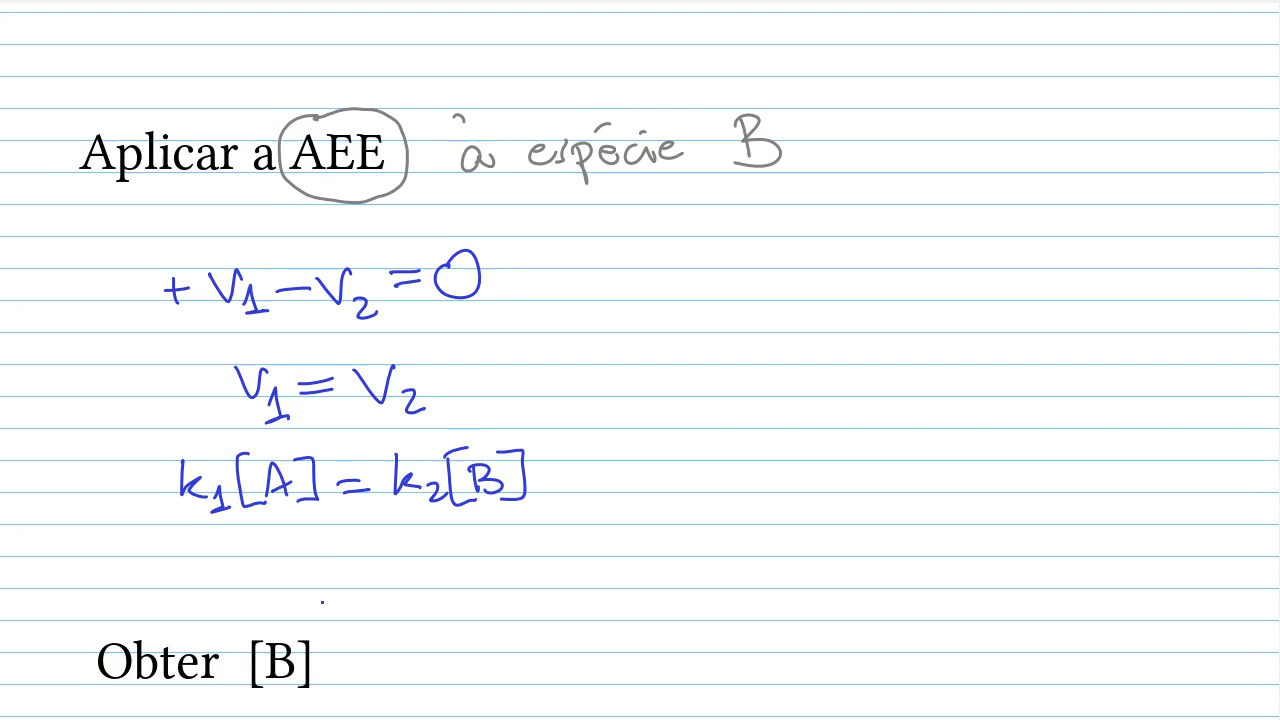 Aplicar a AEE à espécie B
+ V₁ − V₂ = 0
V₁ = V₂
k₁[A] = k₂[B]
Obter [B]